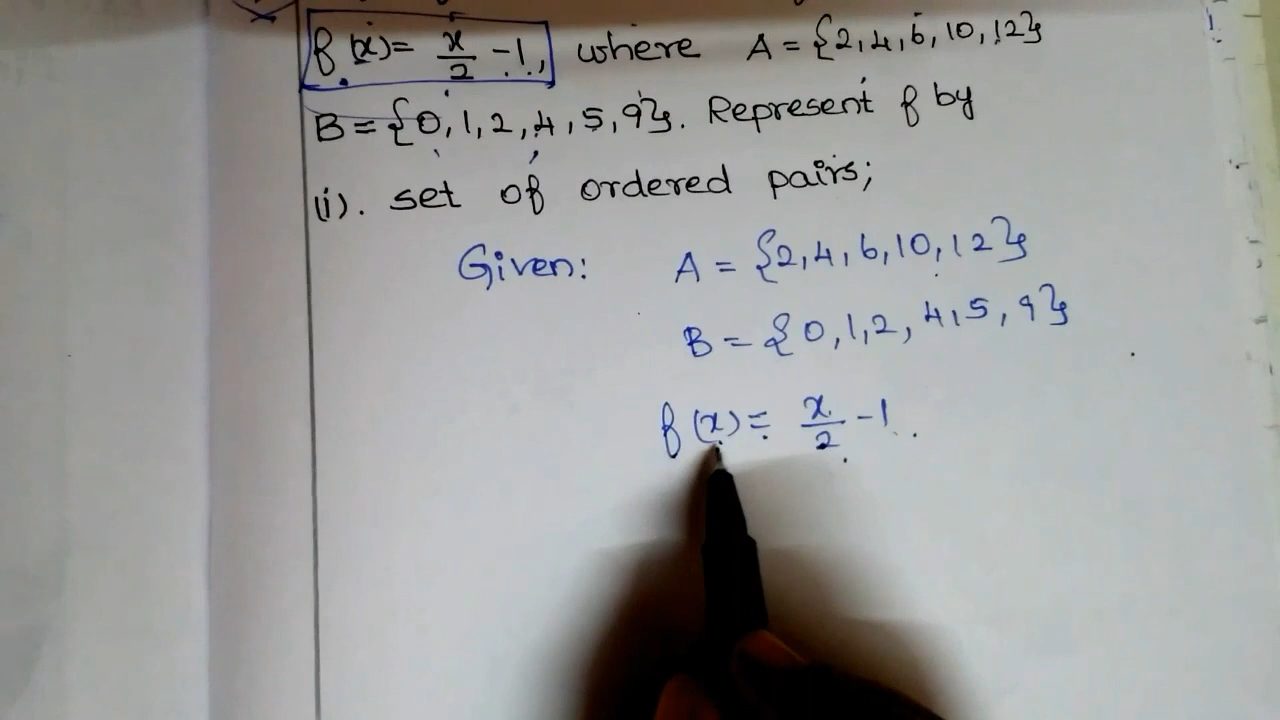 f(x) = x/2 - 1, where A = {2, 4, 6, 10, 12}
B = {0, 1, 2, 4, 5, 9}. Represent f by
(i). set of ordered pairs;
Given: A = {2, 4, 6, 10, 12}
B = {0, 1, 2, 4, 5, 9}
f(x) = x/2 - 1